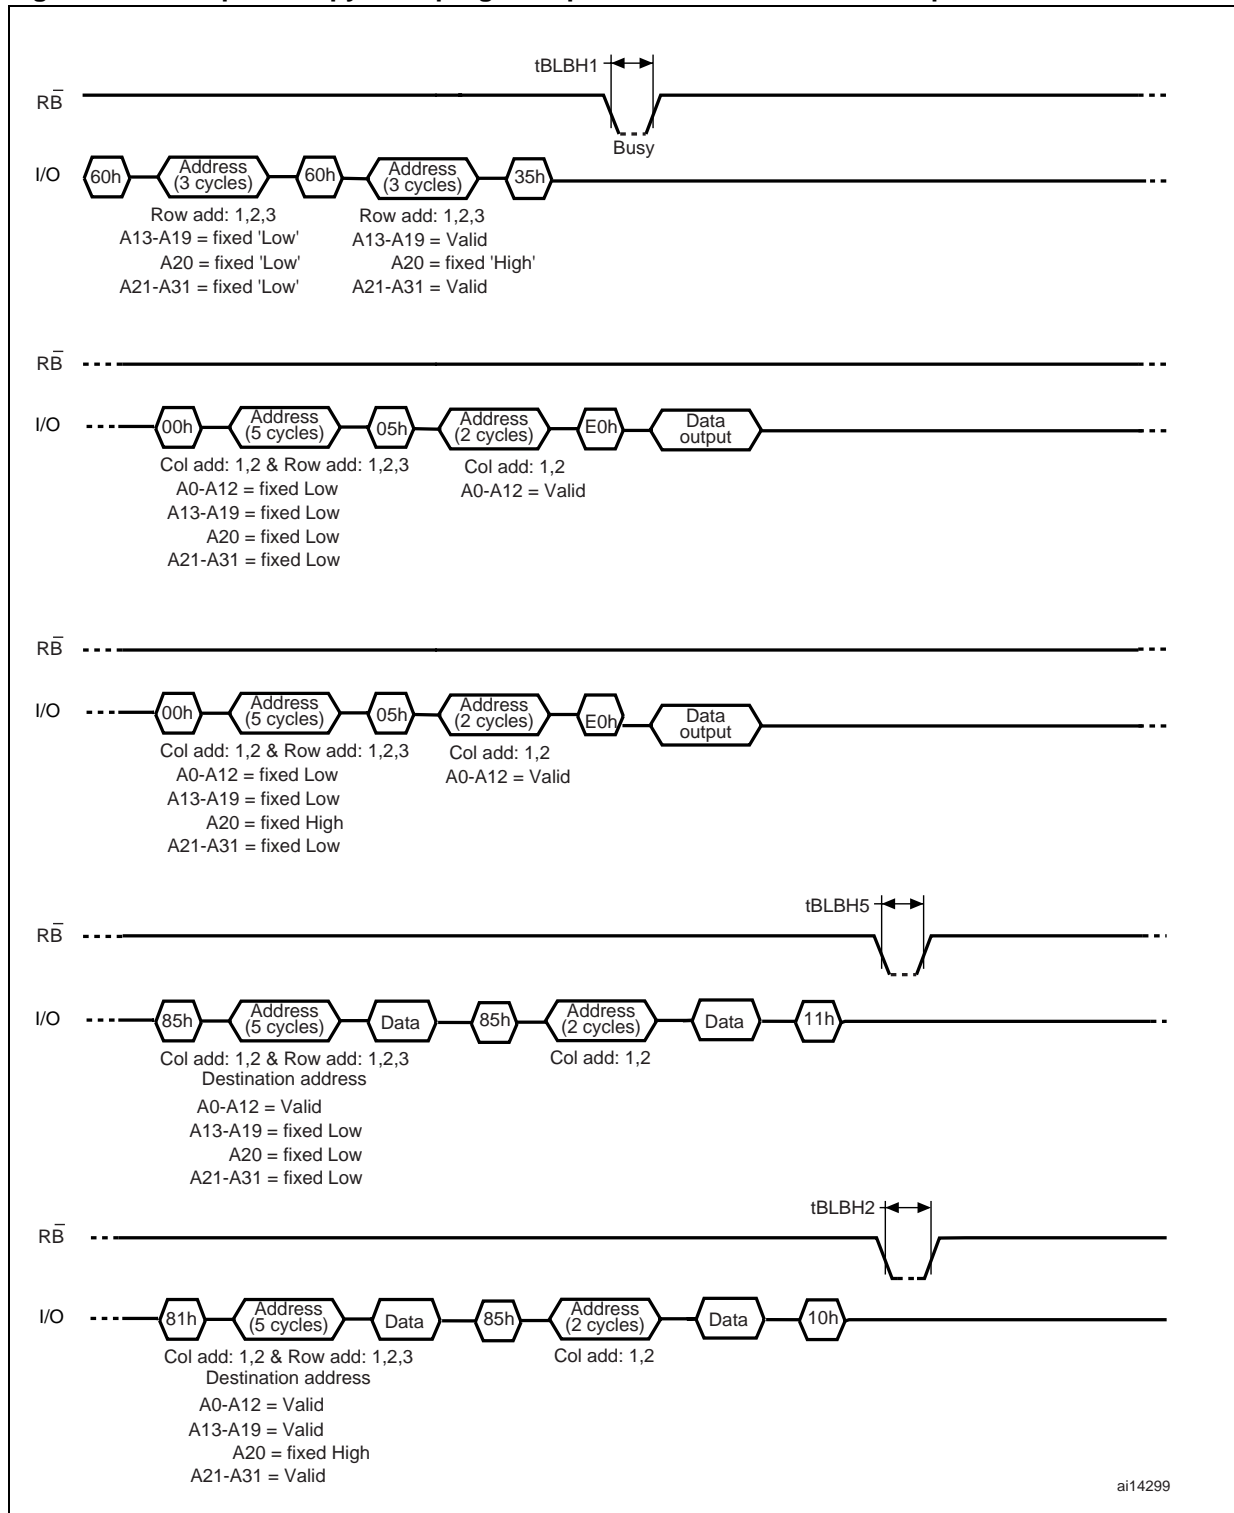 tBLBH1
RB̅
Busy
I/O 60h Address (3 cycles) 60h Address (3 cycles) 35h
Row add: 1,2,3 Row add: 1,2,3
A13-A19 = fixed 'Low' A13-A19 = Valid
A20 = fixed 'Low' A20 = fixed 'High'
A21-A31 = fixed 'Low' A21-A31 = Valid
RB̅
I/O 00h Address (5 cycles) 05h Address (2 cycles) E0h Data output
Col add: 1,2 & Row add: 1,2,3 Col add: 1,2
A0-A12 = fixed Low A0-A12 = Valid
A13-A19 = fixed Low
A20 = fixed Low
A21-A31 = fixed Low
RB̅
I/O 00h Address (5 cycles) 05h Address (2 cycles) E0h Data output
Col add: 1,2 & Row add: 1,2,3 Col add: 1,2
A0-A12 = fixed Low A0-A12 = Valid
A13-A19 = fixed Low
A20 = fixed High
A21-A31 = fixed Low
tBLBH5
RB̅
I/O 85h Address (5 cycles) Data 85h Address (2 cycles) Data 11h
Col add: 1,2 & Row add: 1,2,3 Col add: 1,2
Destination address
A0-A12 = Valid
A13-A19 = fixed Low
A20 = fixed Low
A21-A31 = fixed Low
tBLBH2
RB̅
I/O 81h Address (5 cycles) Data 85h Address (2 cycles) Data 10h
Col add: 1,2 & Row add: 1,2,3 Col add: 1,2
Destination address
A0-A12 = Valid
A13-A19 = Valid
A20 = fixed High
A21-A31 = Valid
ai14299